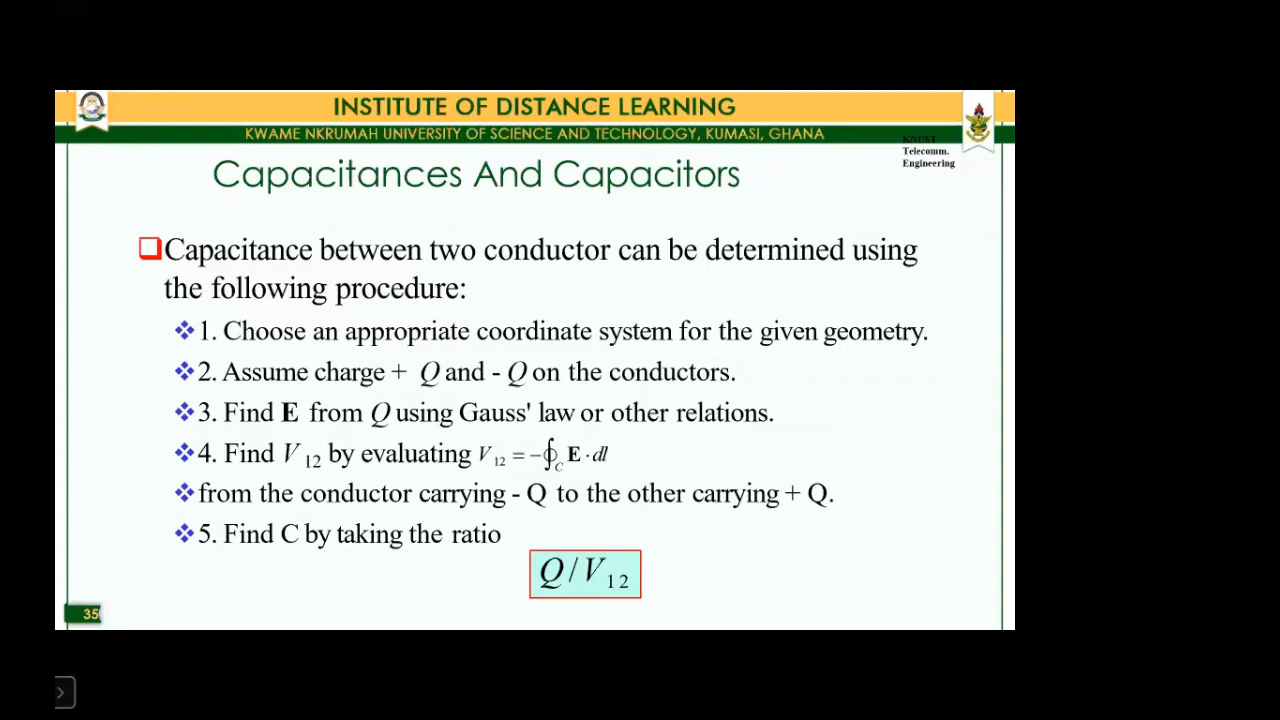 INSTITUTE OF DISTANCE LEARNING
KWAME NKRUMAH UNIVERSITY OF SCIENCE AND TECHNOLOGY, KUMASI, GHANA
KNUST
Telecomm.
Engineering
Capacitances And Capacitors
Capacitance between two conductor can be determined using
the following procedure:
1. Choose an appropriate coordinate system for the given geometry.
2. Assume charge + Q and - Q on the conductors.
3. Find E from Q using Gauss' law or other relations.
4. Find V₁₂ by evaluating V₁₂ = −∮_C E · dl
from the conductor carrying - Q to the other carrying + Q.
5. Find C by taking the ratio
Q / V₁₂
35